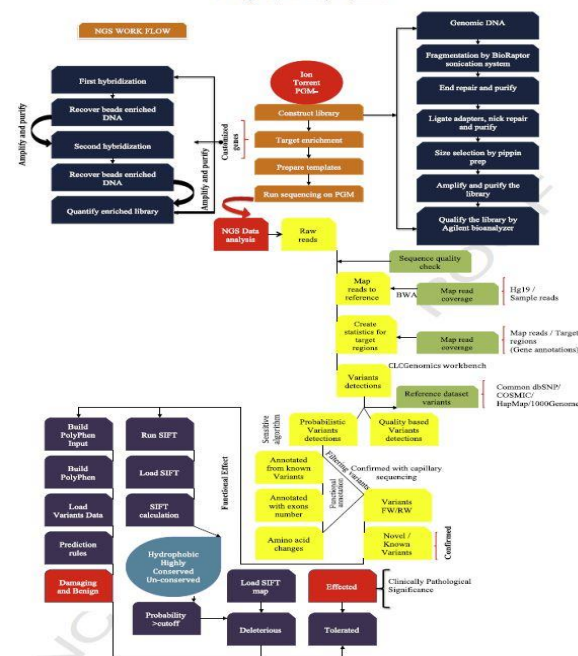 NGS WORK FLOW
Ion
Torrent
PGM
Construct library
Target enrichment
Prepare templates
Run sequencing on PGM
Customized
genes
First hybridization
Recover beads enriched
DNA
Second hybridization
Recover beads enriched
DNA
Quantify enriched library
Amplify and purify
Amplify and purify
Genomic DNA
Fragmentation by BioRaptor
sonication system
End repair and purify
Ligate adapters, nick repair
and purify
Size selection by pippin
prep
Amplify and purify the
library
Qualify the library by
Agilent bioanalyzer
NGS Data
analysis
Raw
reads
Sequence quality
check
Map
reads to
reference
BWA
Map read
coverage
Hg19 /
Sample reads
Create
statistics for
target
regions
Map read
coverage
Map reads / Target
regions
(Gene annotations)
CLCGenomics workbench
Variants
detections
Reference dataset
variants
Common dbSNP/
COSMIC/
HapMap/1000Genome
Sensitive
algorithm
Probabilistic
Variants
detections
Quality based
Variants
detections
Annotated
from known
Variants
Annotated
with exons
number
Amino acid
changes
Filtering variants
Functional
annotation
Confirmed with capillary
sequencing
Variants
FW/RW
Novel /
Known
Variants
Confirmed
Functional Effect
Build
PolyPhen
Input
Build
PolyPhen
Load
Variants Data
Prediction
rules
Damaging
and Benign
Run SIFT
Load SIFT
SIFT
calculation
Hydrophobic
Highly
Conserved
Un-conserved
Probability
>cutoff
Load SIFT
map
Deleterious
Effected
Tolerated
Clinically Pathological
Significance